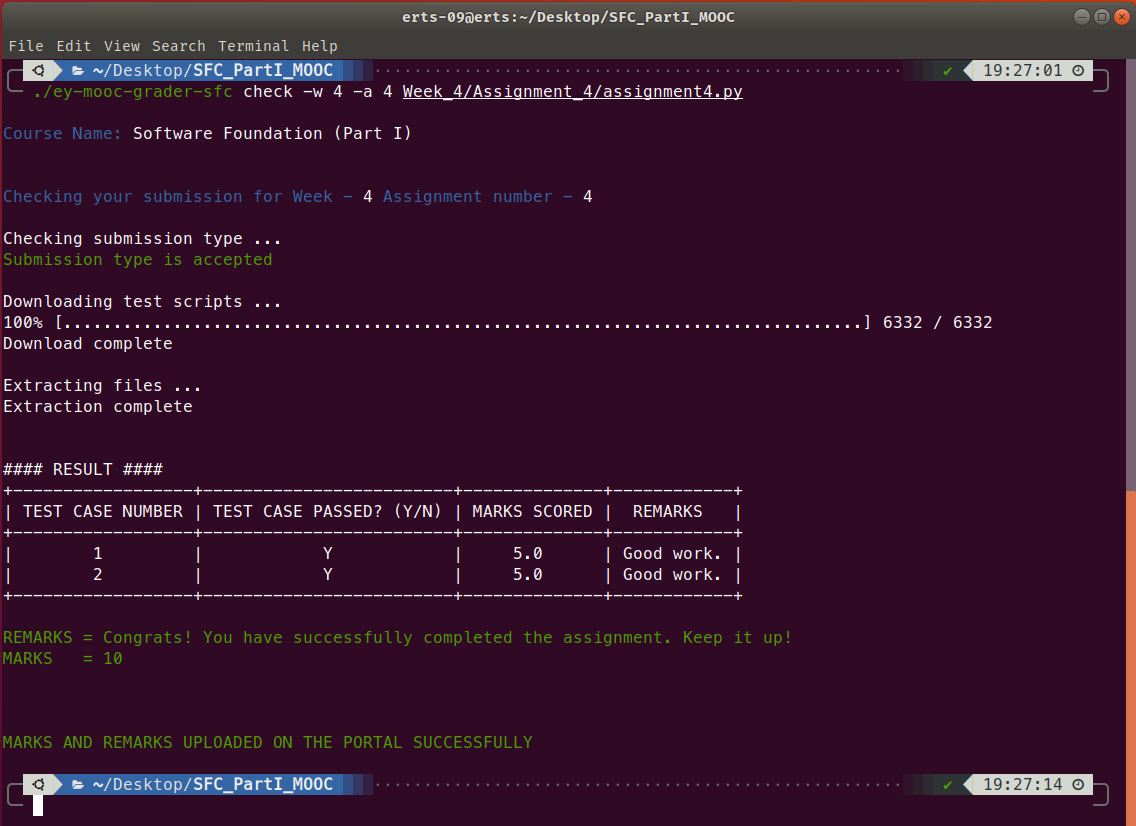 erts-09@erts:~/Desktop/SFC_PartI_MOOC
File Edit View Search Terminal Help
~/Desktop/SFC_PartI_MOOC ✔ 19:27:01
./ey-mooc-grader-sfc check -w 4 -a 4 Week_4/Assignment_4/assignment4.py
Course Name: Software Foundation (Part I)
Checking your submission for Week - 4 Assignment number - 4
Checking submission type ...
Submission type is accepted
Downloading test scripts ...
100% [................................................................................] 6332 / 6332
Download complete
Extracting files ...
Extraction complete
#### RESULT ####
+------------------+-------------------------+--------------+------------+
| TEST CASE NUMBER | TEST CASE PASSED? (Y/N) | MARKS SCORED | REMARKS |
+------------------+-------------------------+--------------+------------+
| 1 | Y | 5.0 | Good work. |
| 2 | Y | 5.0 | Good work. |
+------------------+-------------------------+--------------+------------+
REMARKS = Congrats! You have successfully completed the assignment. Keep it up!
MARKS = 10
MARKS AND REMARKS UPLOADED ON THE PORTAL SUCCESSFULLY
~/Desktop/SFC_PartI_MOOC ✔ 19:27:14